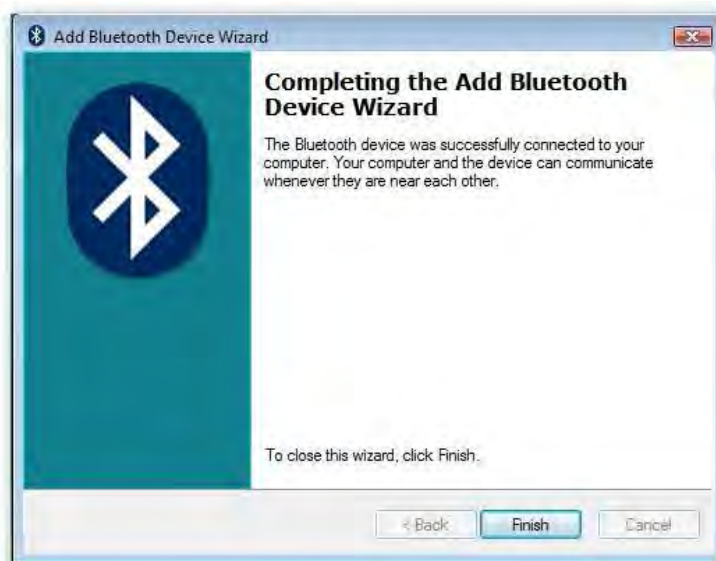 Add Bluetooth Device Wizard
Completing the Add Bluetooth
Device Wizard
The Bluetooth device was successfully connected to your
computer. Your computer and the device can communicate
whenever they are near each other.
To close this wizard, click Finish.
< Back Finish Cancel